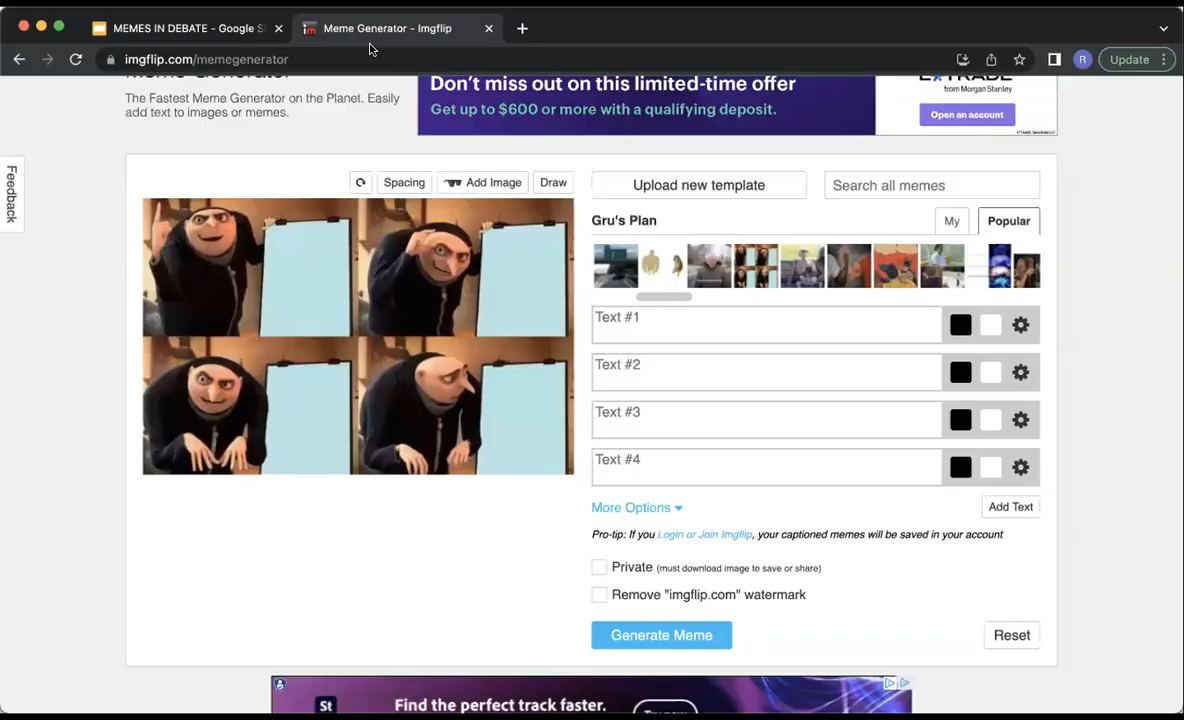 MEMES IN DEBATE - Google S
Meme Generator - Imgflip
imgflip.com/memegenerator
R
Update
The Fastest Meme Generator on the Planet. Easily
add text to images or memes.
Don't miss out on this limited-time offer
Get up to $600 or more with a qualifying deposit.
from Morgan Stanley
Open an account
Feedback
Spacing
Add Image
Draw
Upload new template
Search all memes
Gru's Plan
My
Popular
Text #1
Text #2
Text #3
Text #4
More Options
Add Text
Pro-tip: If you Login or Join Imgflip, your captioned memes will be saved in your account
Private (must download image to save or share)
Remove "imgflip.com" watermark
Generate Meme
Reset
St
Find the perfect track faster.